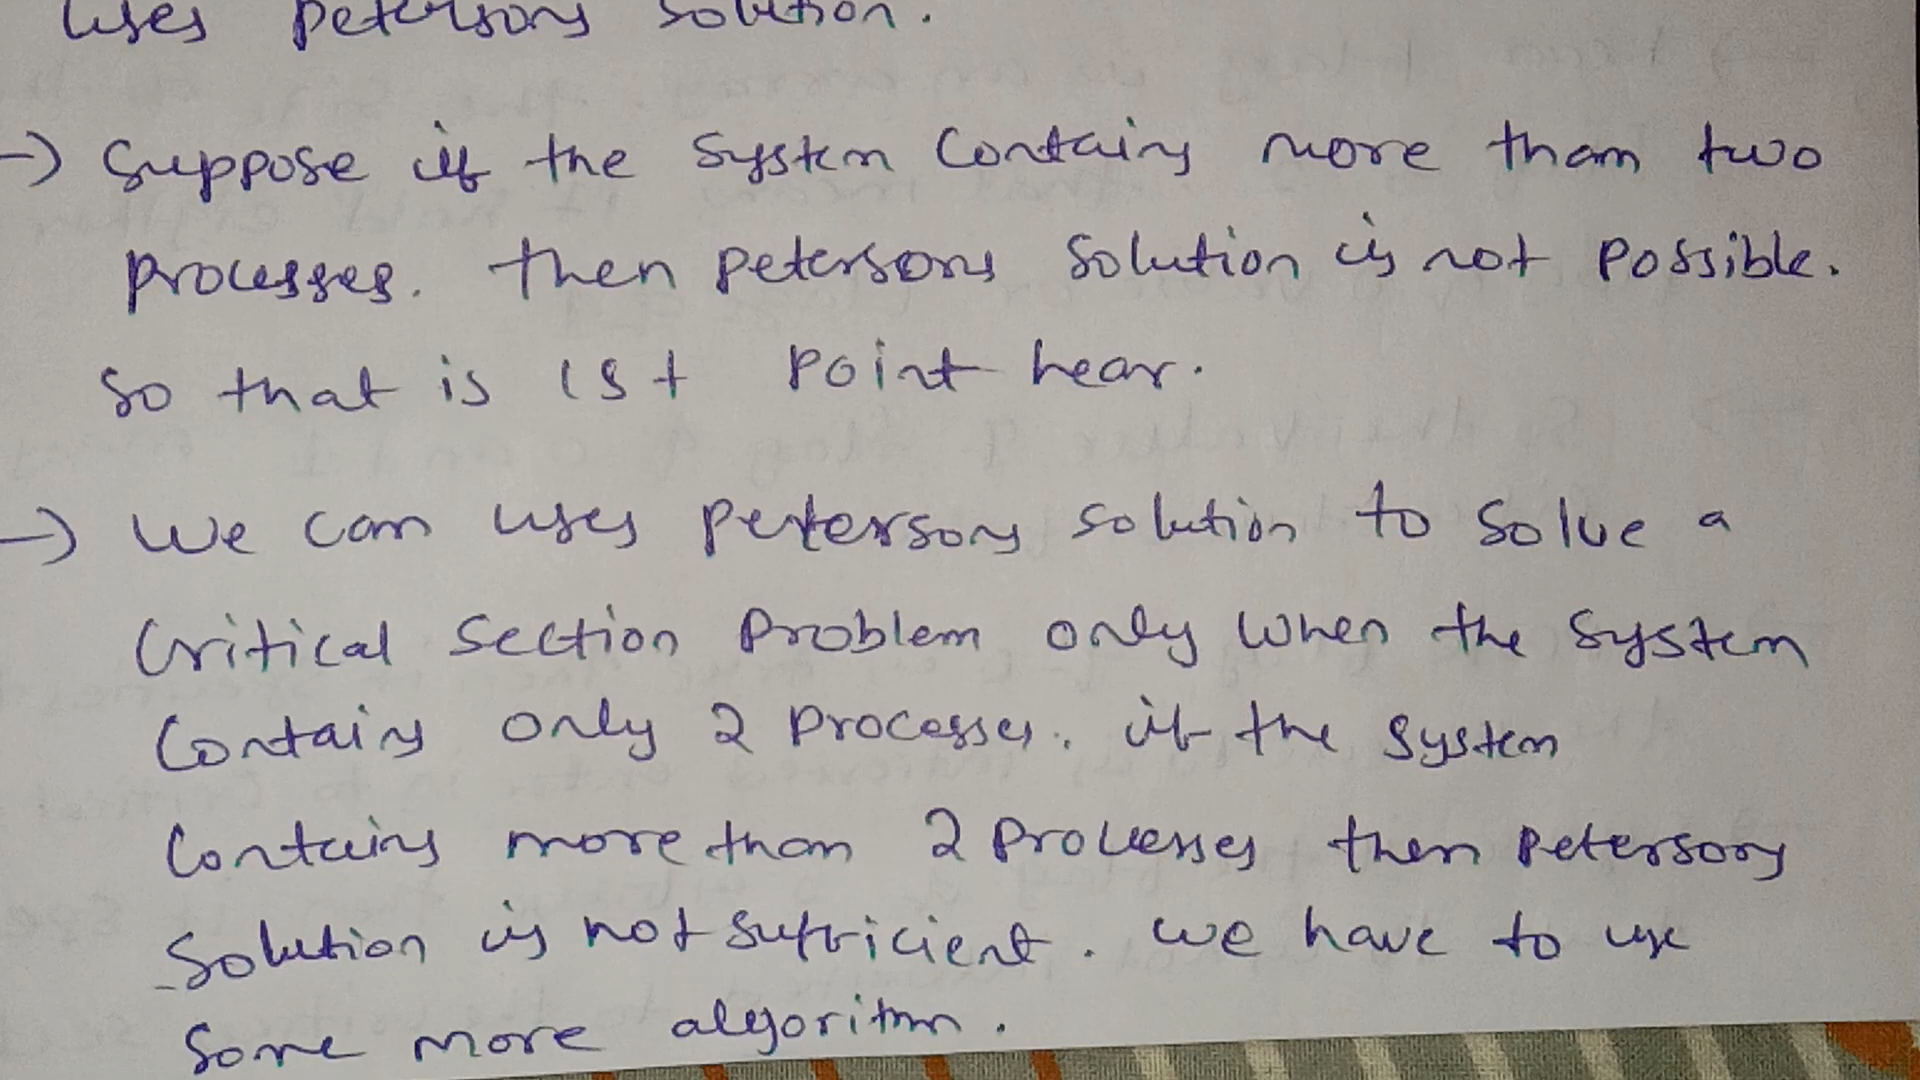 uses petersons solution.
-> Suppose if the System Contains more than two
processes. then petersons solution is not possible.
So that is 1st point hear.
-> We can uses petersons solution to solve a
Critical Section Problem only when the System
Contains only 2 processes. if the system
Contains more than 2 processes then petersons
Solution is not sufficient. we have to use
Some more algorithm.